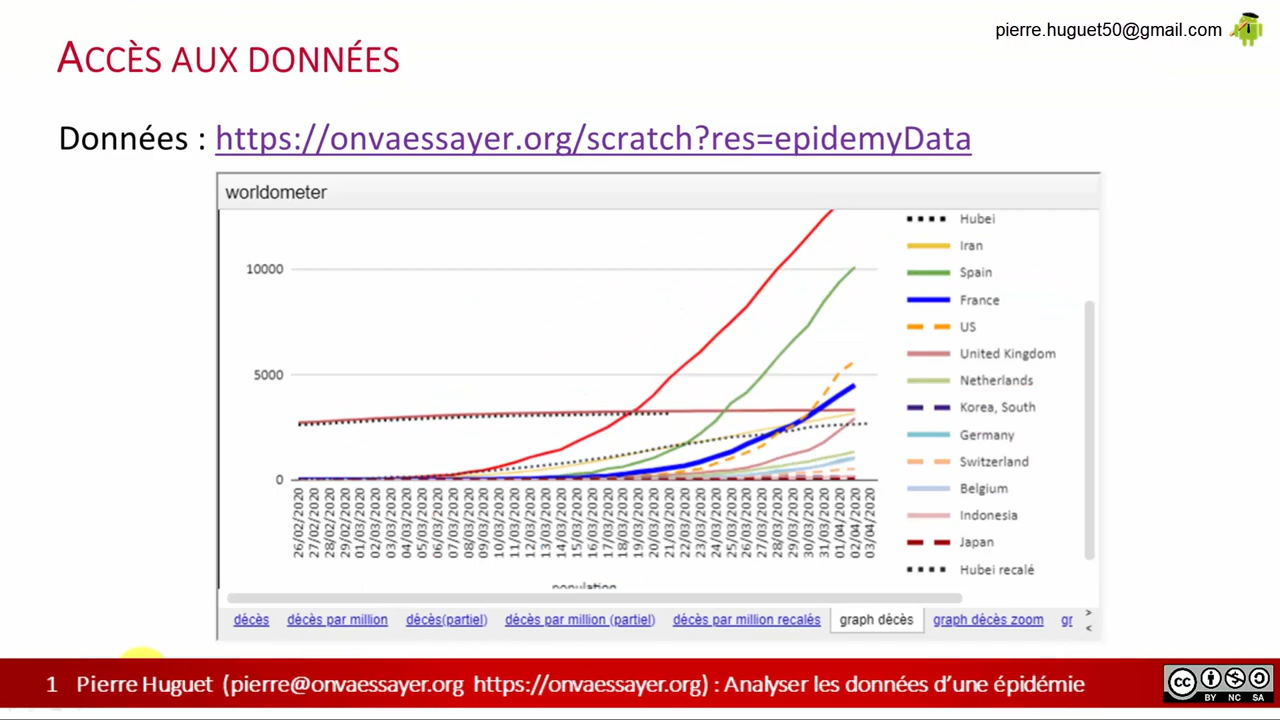 pierre.huguet50@gmail.com
ACCÈS AUX DONNÉES
Données : https://onvaessayer.org/scratch?res=epidemyData
worldometer
10000
5000
0
26/02/2020
27/02/2020
28/02/2020
29/02/2020
01/03/2020
02/03/2020
03/03/2020
04/03/2020
05/03/2020
06/03/2020
07/03/2020
08/03/2020
09/03/2020
10/03/2020
11/03/2020
12/03/2020
13/03/2020
14/03/2020
15/03/2020
16/03/2020
17/03/2020
18/03/2020
19/03/2020
20/03/2020
21/03/2020
22/03/2020
23/03/2020
24/03/2020
25/03/2020
26/03/2020
27/03/2020
28/03/2020
29/03/2020
30/03/2020
31/03/2020
01/04/2020
02/04/2020
03/04/2020
population
Hubei
Iran
Spain
France
US
United Kingdom
Netherlands
Korea, South
Germany
Switzerland
Belgium
Indonesia
Japan
Hubei recalé
décès décès par million décès(partiel) décès par million (partiel) décès par million recalés graph décès graph décès zoom gr > <
1 Pierre Huguet (pierre@onvaessayer.org https://onvaessayer.org) : Analyser les données d'une épidémie
cc BY NC SA